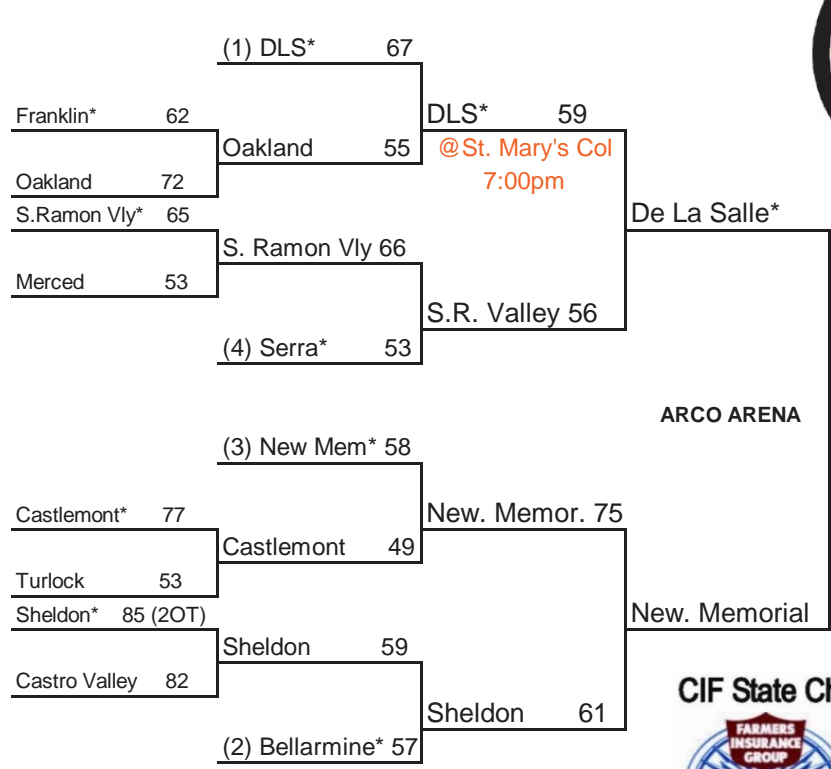 (1) DLS* 67
Franklin* 62
DLS* 59
Oakland 55
@St. Mary's Col
7:00pm
Oakland 72
S.Ramon Vly* 65
De La Salle*
S. Ramon Vly 66
Merced 53
S.R. Valley 56
(4) Serra* 53
ARCO ARENA
(3) New Mem* 58
Castlemont* 77
New. Memor. 75
Castlemont 49
Turlock 53
Sheldon* 85 (2OT)
New. Memorial
Sheldon 59
Castro Valley 82
CIF State Ch
Sheldon 61
FARMERS
INSURANCE
GROUP
(2) Bellarmine* 57